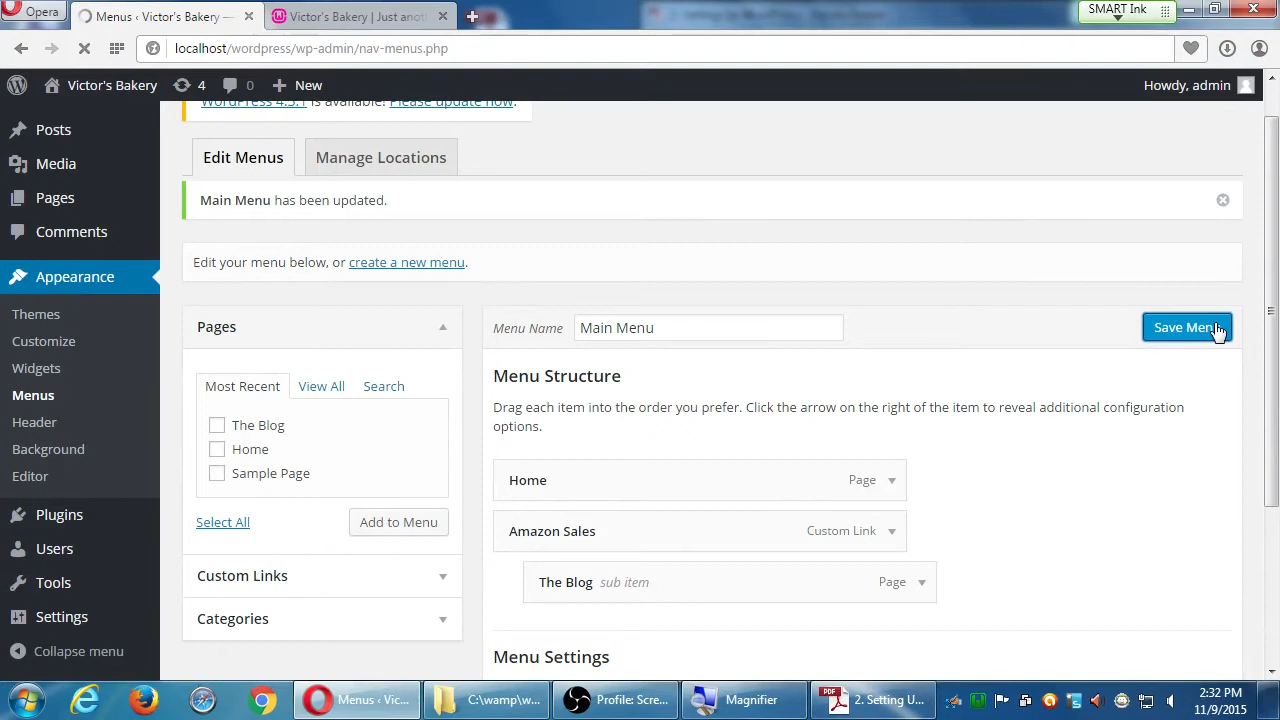 Opera
Menus ‹ Victor's Bakery —
Victor's Bakery | Just anot
SMART Ink
localhost/wordpress/wp-admin/nav-menus.php
Victor's Bakery
4
0
New
Howdy, admin
WordPress 4.3.1 is available! Please update now.
Posts
Media
Pages
Comments
Appearance
Themes
Customize
Widgets
Menus
Header
Background
Editor
Plugins
Users
Tools
Settings
Collapse menu
Edit Menus
Manage Locations
Main Menu has been updated.
Edit your menu below, or create a new menu.
Pages
Most Recent
View All
Search
The Blog
Home
Sample Page
Select All
Add to Menu
Custom Links
Categories
Menu Name
Main Menu
Save Menu
Menu Structure
Drag each item into the order you prefer. Click the arrow on the right of the item to reveal additional configuration
options.
Home
Page
Amazon Sales
Custom Link
The Blog sub item
Page
Menu Settings
Menus ‹ Vic...
C:\wamp\w...
Profile: Scre...
Magnifier
2. Setting U...
2:32 PM
11/9/2015